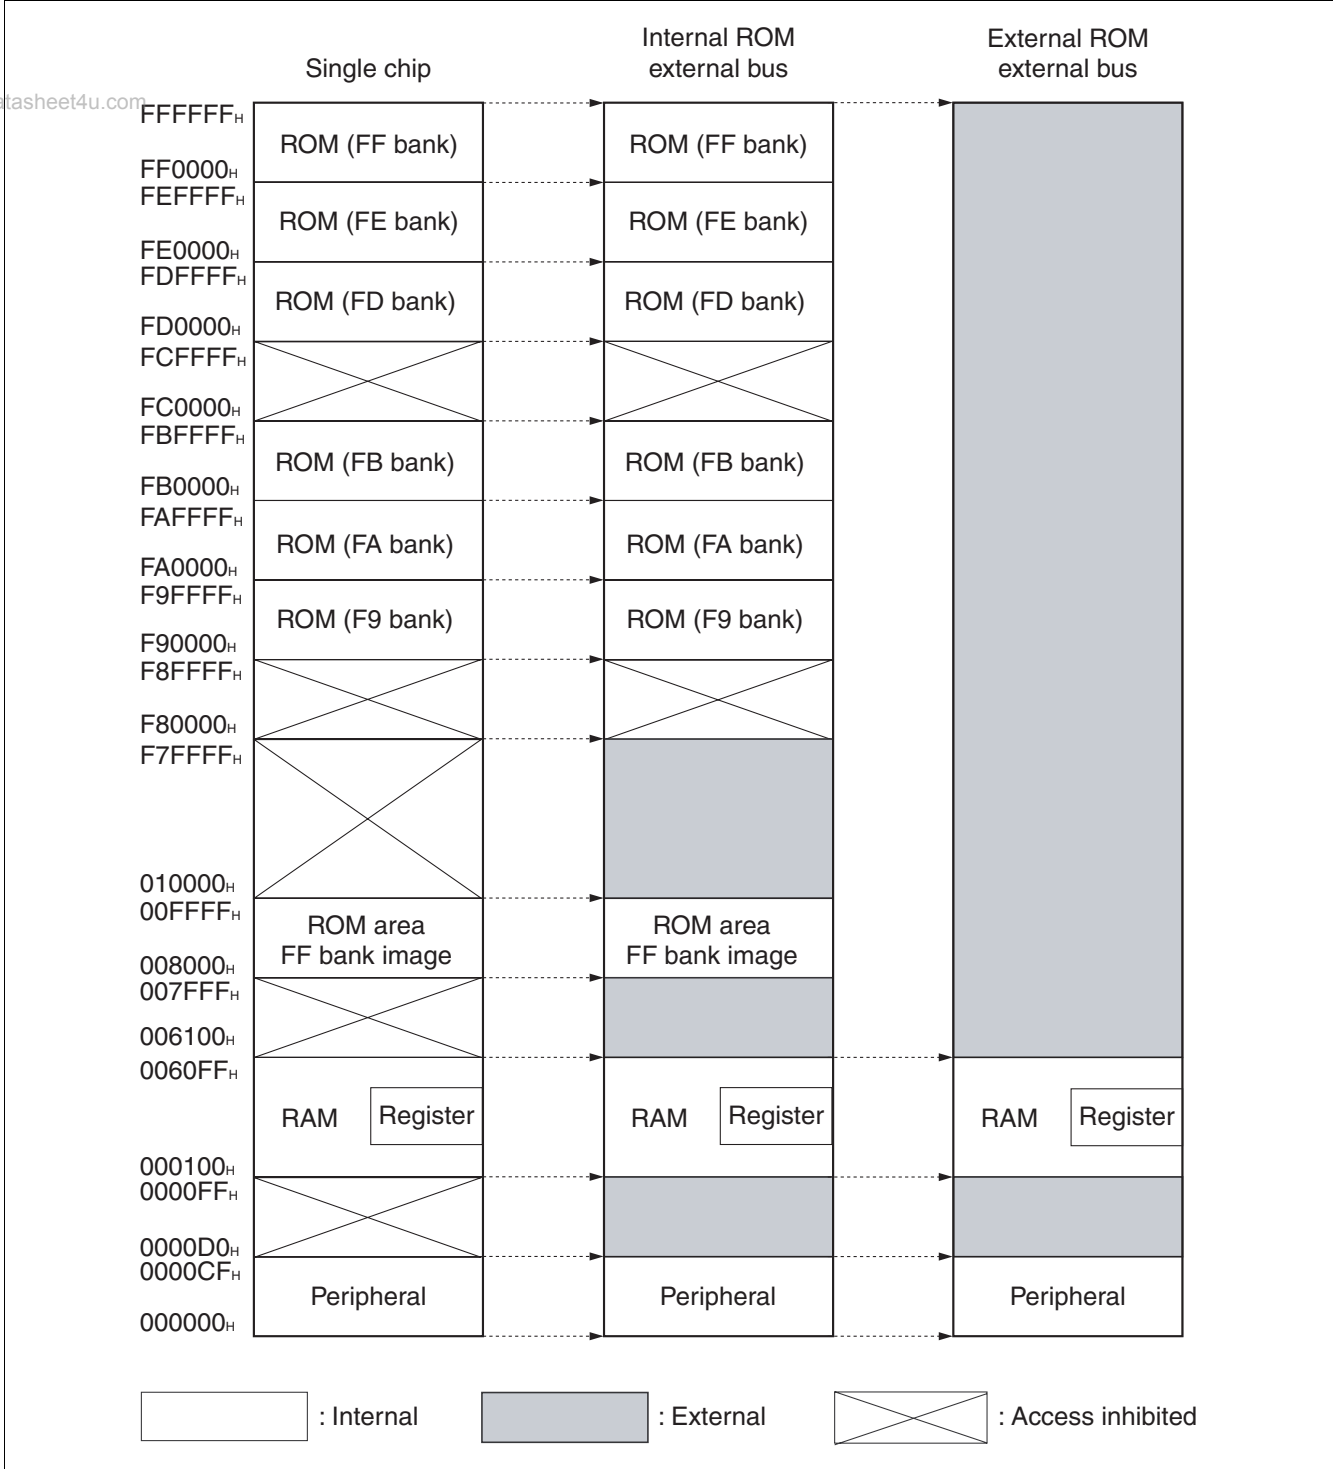 Internal ROM
external bus
External ROM
external bus
Single chip
atasheet4u.com
FFFFFFH
ROM (FF bank)
ROM (FF bank)
FF0000H
FEFFFFH
ROM (FE bank)
ROM (FE bank)
FE0000H
FDFFFFH
ROM (FD bank)
ROM (FD bank)
FD0000H
FCFFFFH
FC0000H
FBFFFFH
ROM (FB bank)
ROM (FB bank)
FB0000H
FAFFFFH
ROM (FA bank)
ROM (FA bank)
FA0000H
F9FFFFH
ROM (F9 bank)
ROM (F9 bank)
F90000H
F8FFFFH
F80000H
F7FFFFH
010000H
00FFFFH
ROM area
FF bank image
ROM area
FF bank image
008000H
007FFFH
006100H
0060FFH
RAM
Register
RAM
Register
RAM
Register
000100H
0000FFH
0000D0H
0000CFH
Peripheral
Peripheral
Peripheral
000000H
: Internal
: External
: Access inhibited